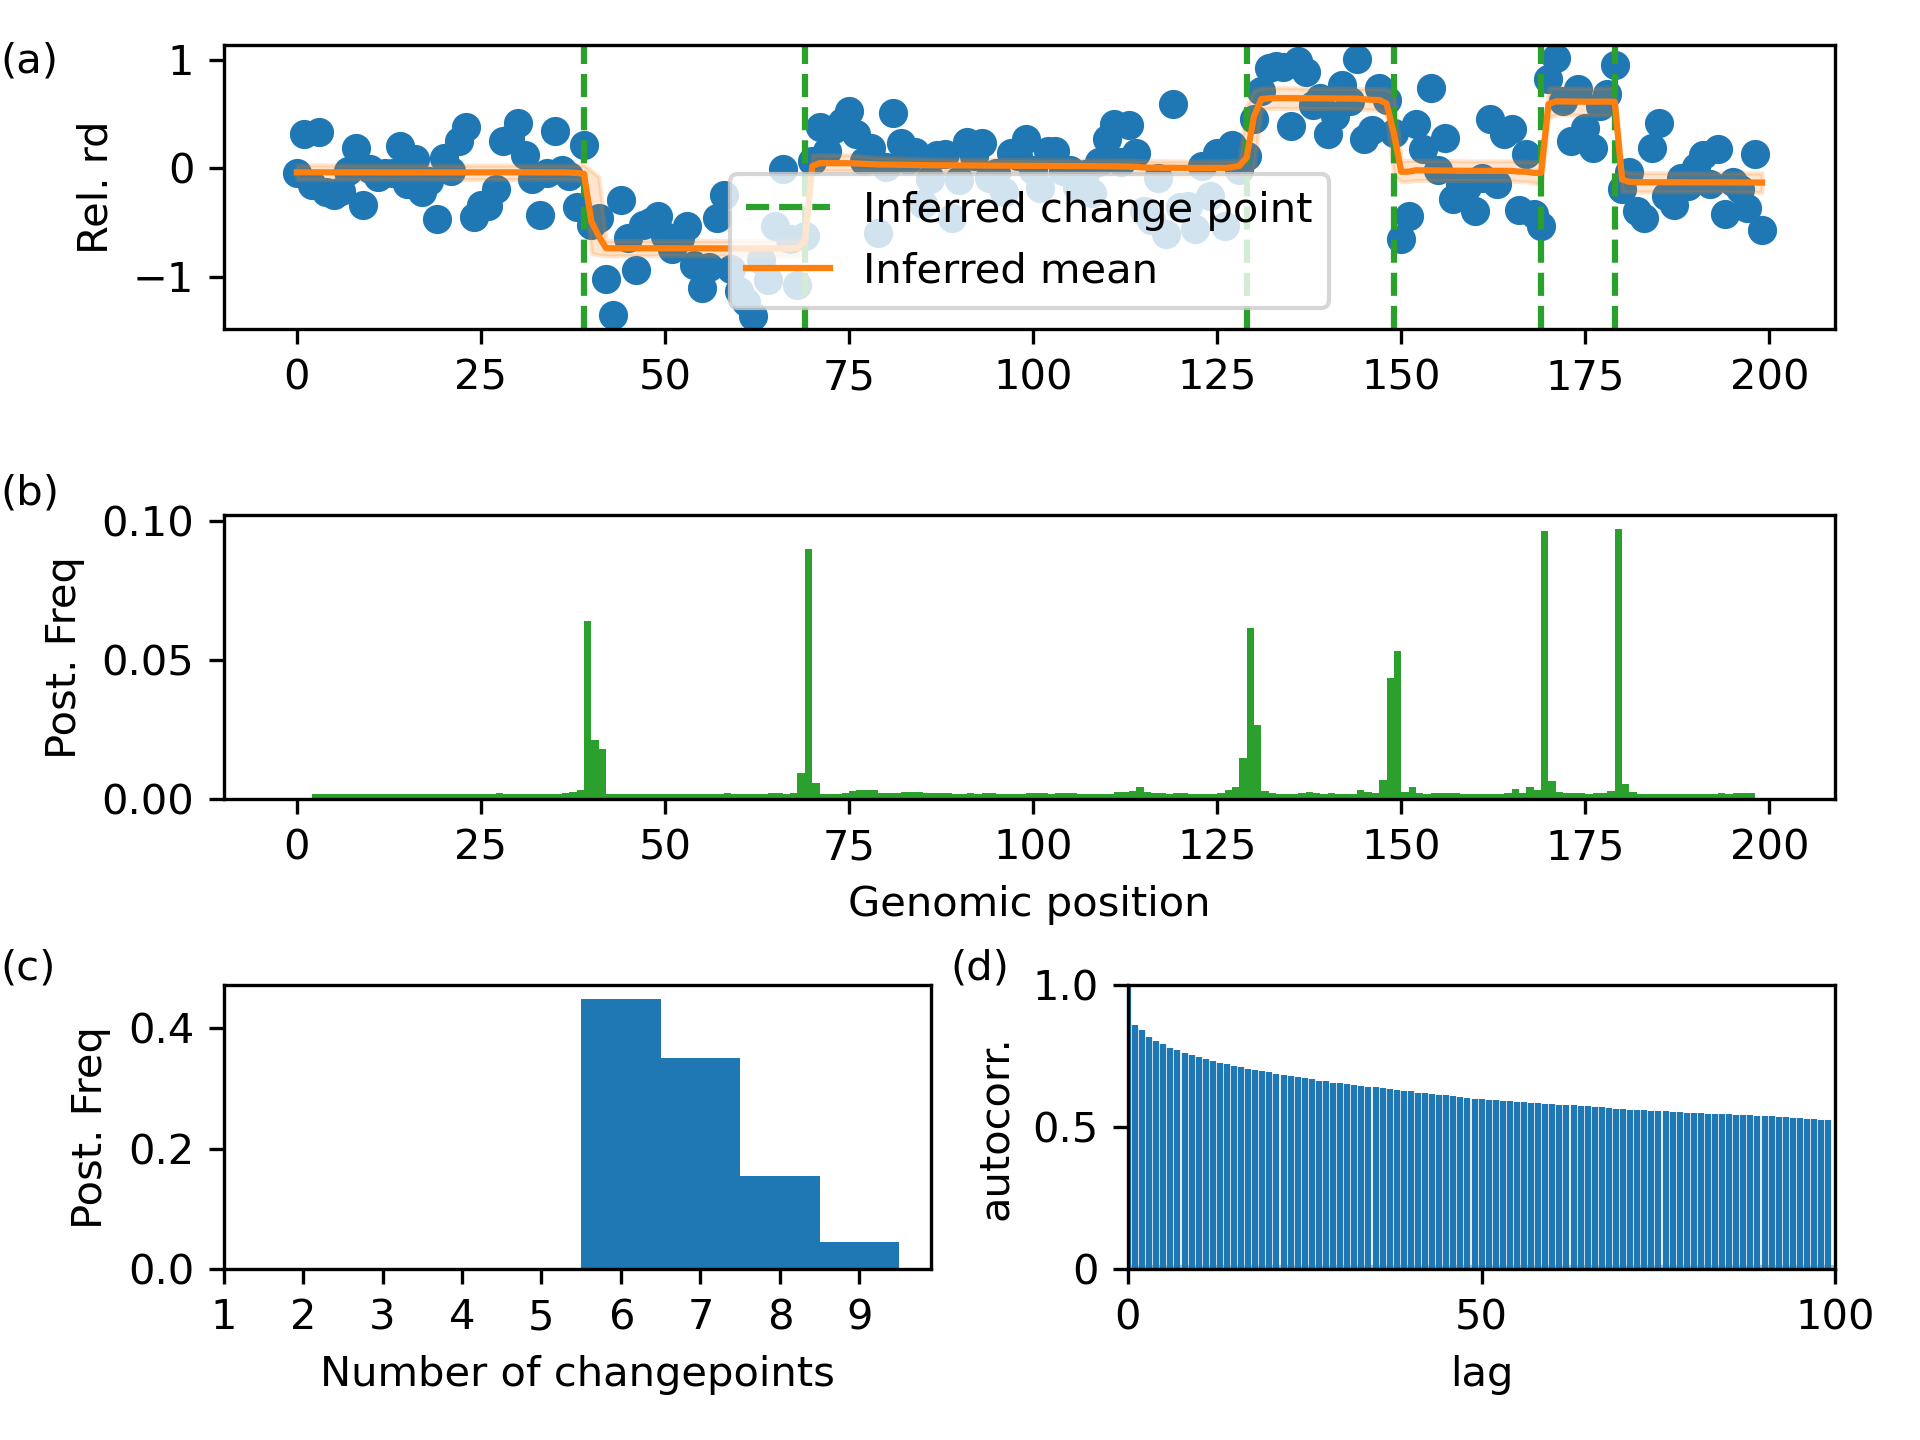 (a)
Rel. rd
1
0
−1
Inferred change point
Inferred mean
0 25 50 75 100 125 150 175 200
(b)
Post. Freq
0.10
0.05
0.00
0 25 50 75 100 125 150 175 200
Genomic position
(c)
Post. Freq
0.4
0.2
0.0
1 2 3 4 5 6 7 8 9
Number of changepoints
(d)
autocorr.
1.0
0.5
0
0 50 100
lag